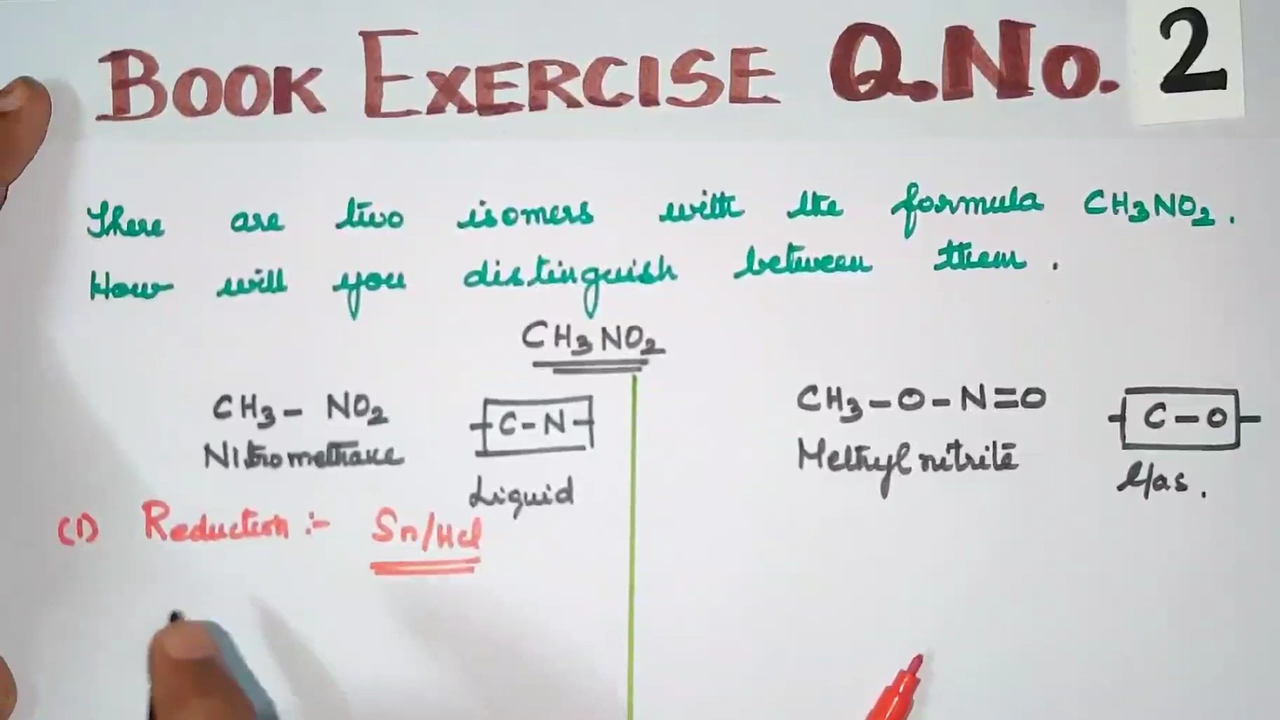 BOOK EXERCISE Q.No. 2
There are two isomers with the formula CH3NO2.
How will you distinguish between them.
CH3NO2
CH3- NO2
Nitromethane
-C-N-
Liquid
CH3-O-N=O
Methyl nitrite
-C-O-
Gas.
(1) Reduction:- Sn/HCl